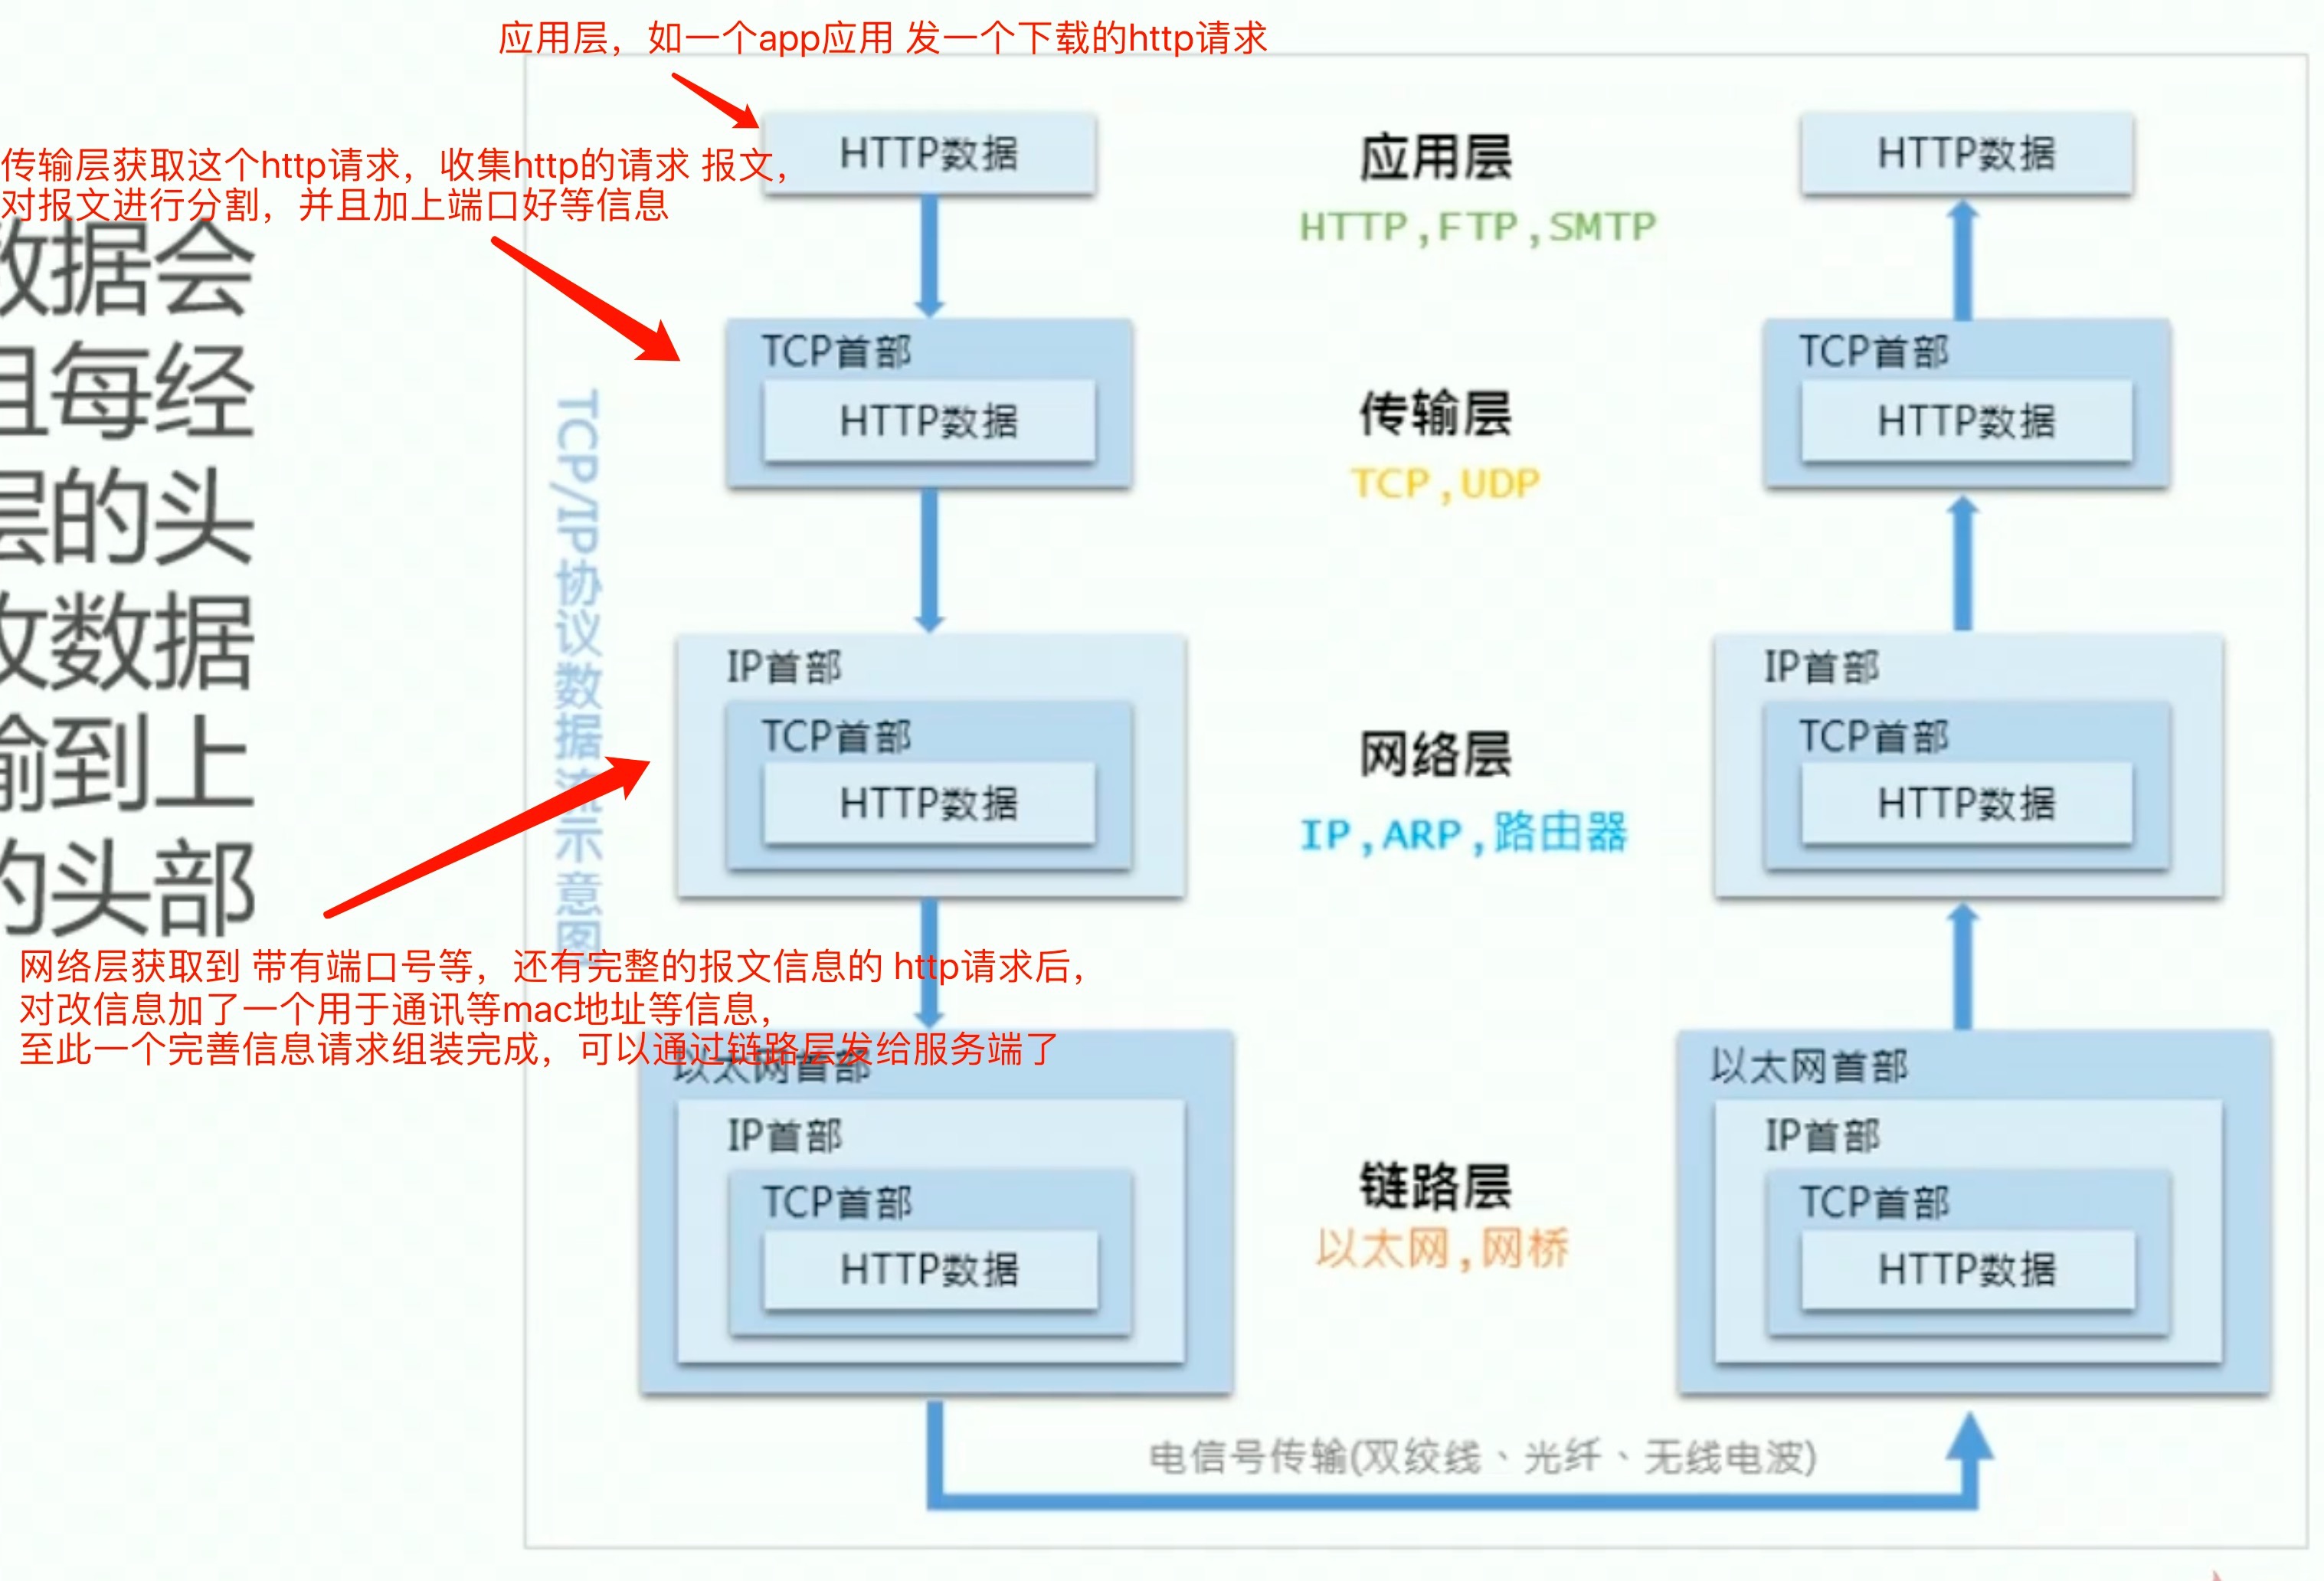 应用层，如一个app应用 发一个下载的http请求
传输层获取这个http请求，收集http的请求 报文，
对报文进行分割，并且加上端口好等信息
数据会
且每经
层的头
数据
输到上
的头部
网络层获取到 带有端口号等，还有完整的报文信息的 http请求后，
对改信息加了一个用于通讯等mac地址等信息，
至此一个完善信息请求组装完成，可以通过链路层发给服务端了
TCP/IP协议数据流示意图
HTTP数据
TCP首部
HTTP数据
IP首部
TCP首部
HTTP数据
以太网首部
IP首部
TCP首部
HTTP数据
应用层
HTTP,FTP,SMTP
传输层
TCP,UDP
网络层
IP,ARP,路由器
链路层
以太网,网桥
HTTP数据
TCP首部
HTTP数据
IP首部
TCP首部
HTTP数据
以太网首部
IP首部
TCP首部
HTTP数据
电信号传输(双绞线、光纤、无线电波)